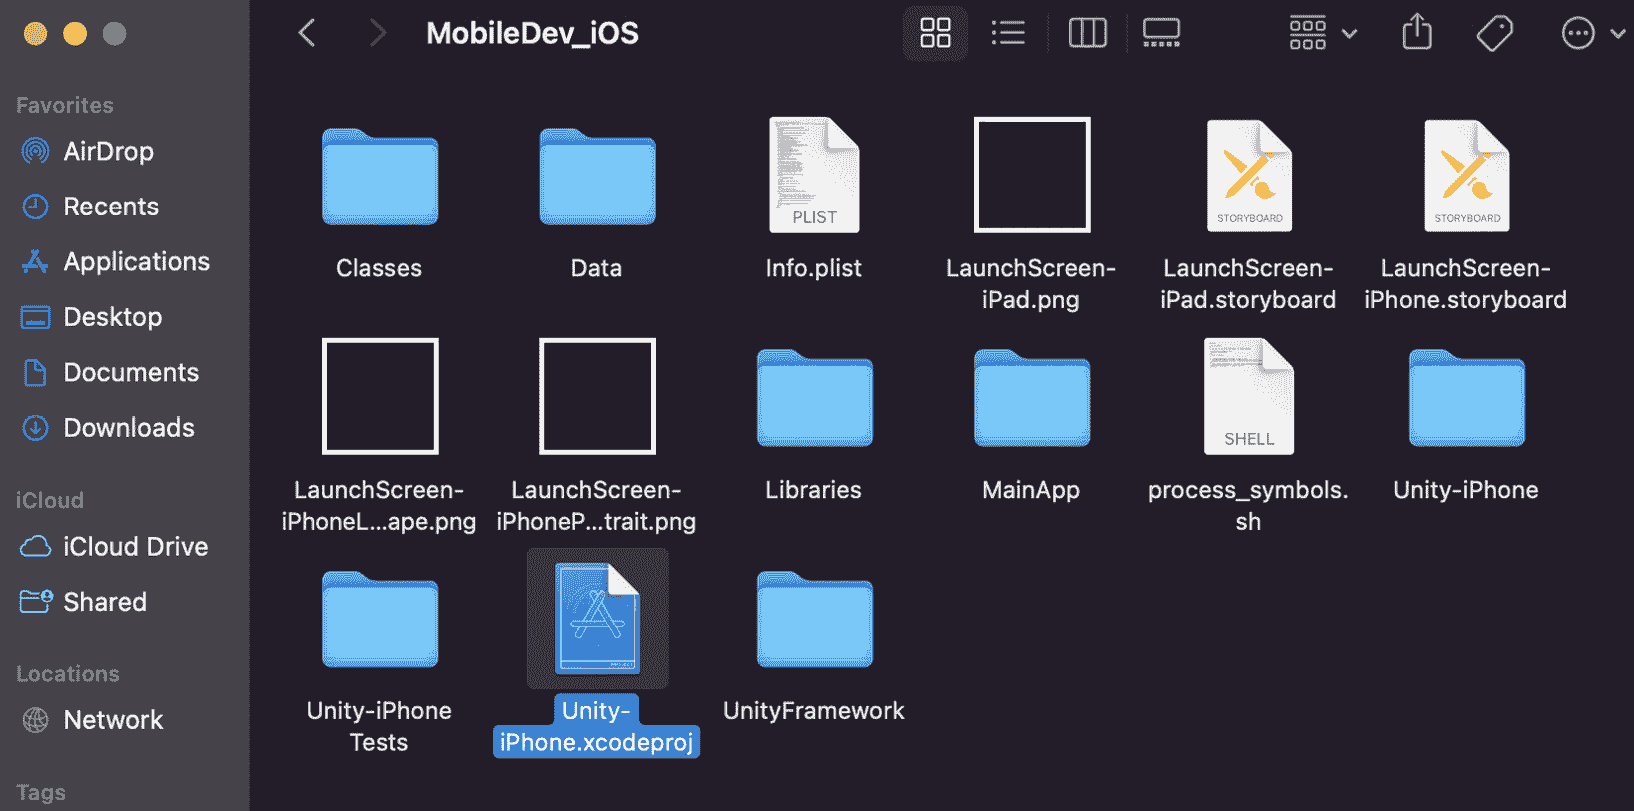 MobileDev_iOS
Favorites
AirDrop
Recents
Applications
Desktop
Documents
Downloads
iCloud
iCloud Drive
Shared
Locations
Network
Tags
PLIST
STORYBOARD
STORYBOARD
Classes
Data
Info.plist
LaunchScreen-
iPad.png
LaunchScreen-
iPad.storyboard
LaunchScreen-
iPhone.storyboard
SHELL
LaunchScreen-
iPhoneL...ape.png
LaunchScreen-
iPhoneP...trait.png
Libraries
MainApp
process_symbols.
sh
Unity-iPhone
Unity-iPhone
Tests
Unity-
iPhone.xcodeproj
UnityFramework